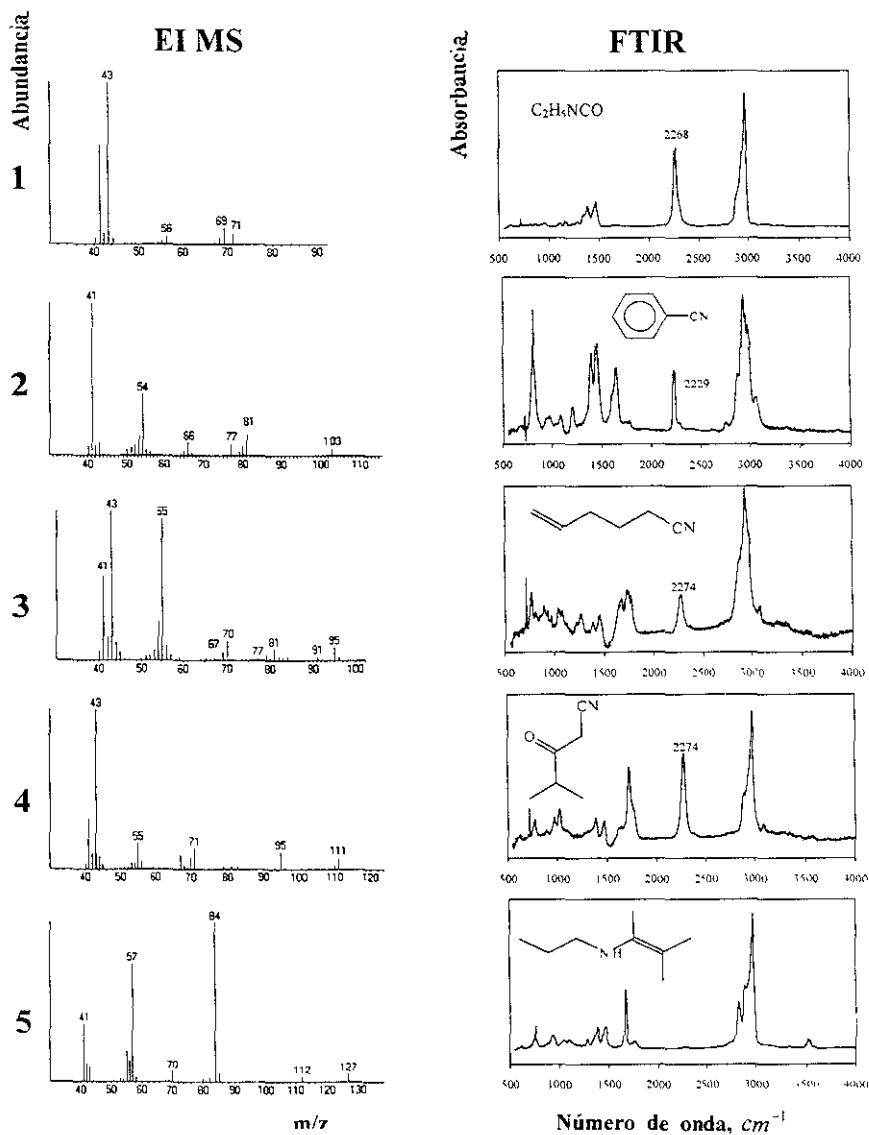 EI MS
FTIR
Abundancia
Absorbancia
1
43
56
69
71
40 50 60 70 80 90
C₂H₅NCO
2268
500 1000 1500 2000 2500 3000 3500 4000
2
41
54
66
77
81
103
40 50 60 70 80 90 100 110
CN
2229
500 1000 1500 2000 2500 3000 3500 4000
3
43
55
41
67
70
77
81
91
95
40 50 60 70 80 90 100
CN
2274
500 1000 1500 2000 2500 3000 3500 4000
4
43
55
71
95
111
40 50 60 70 80 90 100 110 120
CN
O
2274
500 1000 1500 2000 2500 3000 3500 4000
5
84
57
41
70
112
127
40 50 60 70 80 90 100 110 120 130
NH
500 1000 1500 2000 2500 3000 3500 4000
m/z
Número de onda, cm⁻¹